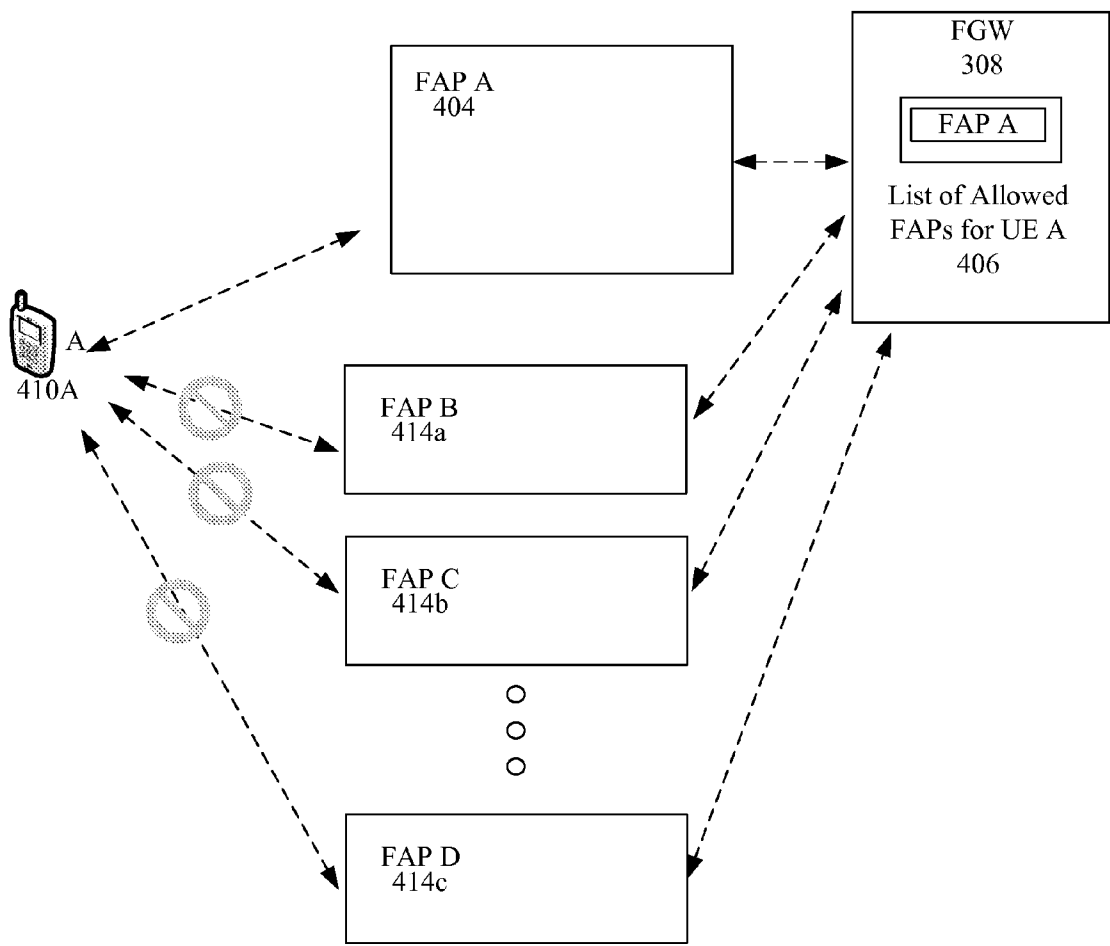 FAP A
404
FGW
308
FAP A
List of Allowed
FAPs for UE A
406
A
410A
FAP B
414a
FAP C
414b
FAP D
414c